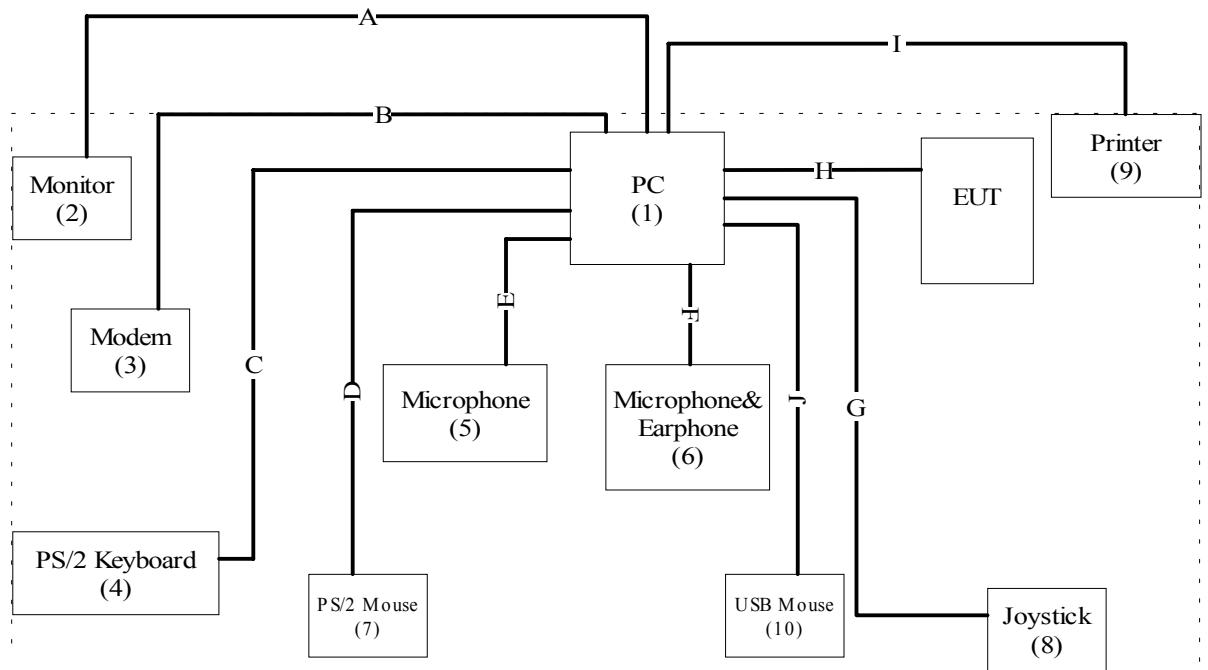 A
I
B
Monitor
(2)
PC
(1)
H
EUT
Printer
(9)
Modem
(3)
C
D
E
F
J
G
Microphone
(5)
Microphone&
Earphone
(6)
PS/2 Keyboard
(4)
PS/2 Mouse
(7)
USB Mouse
(10)
Joystick
(8)